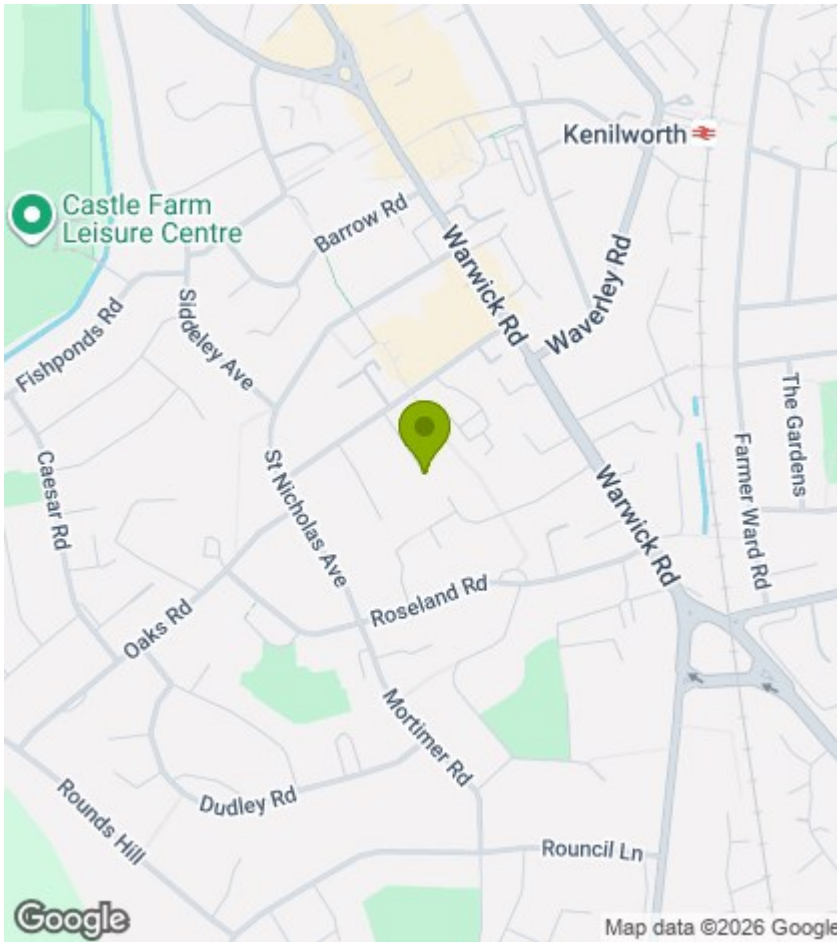 Kenilworth
Castle Farm
Leisure Centre
Barrow Rd
Warwick Rd
Waverley Rd
Siddeley Ave
Fishponds Rd
The Gardens
Caesar Rd
St Nicholas Ave
Farmer Ward Rd
Warwick Rd
Roseland Rd
Oaks Rd
Mortimer Rd
Dudley Rd
Rounds Hill
Rouncil Ln
Google
Map data ©2026 Google